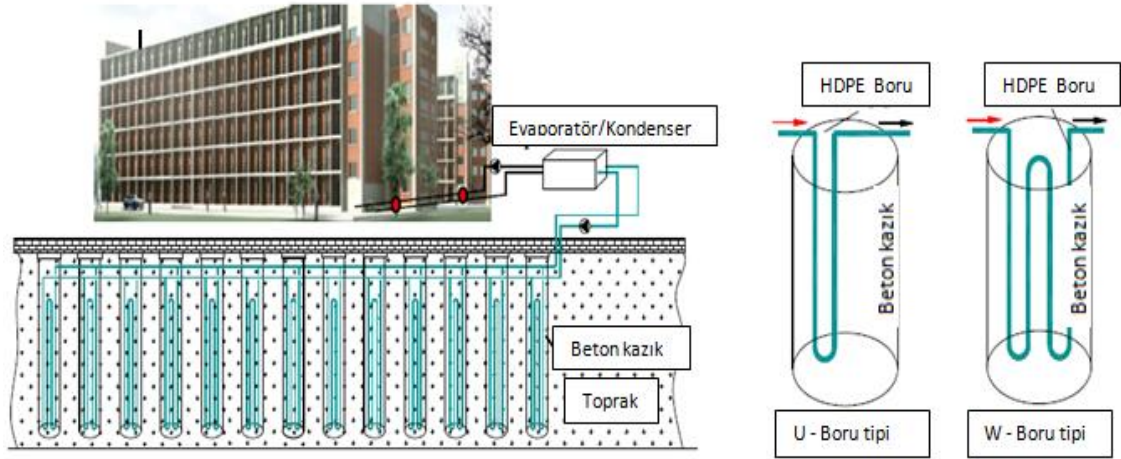 Evaporatör/Kondenser
Beton kazık
Toprak
HDPE Boru
Beton kazık
U - Boru tipi
HDPE Boru
Beton kazık
W - Boru tipi